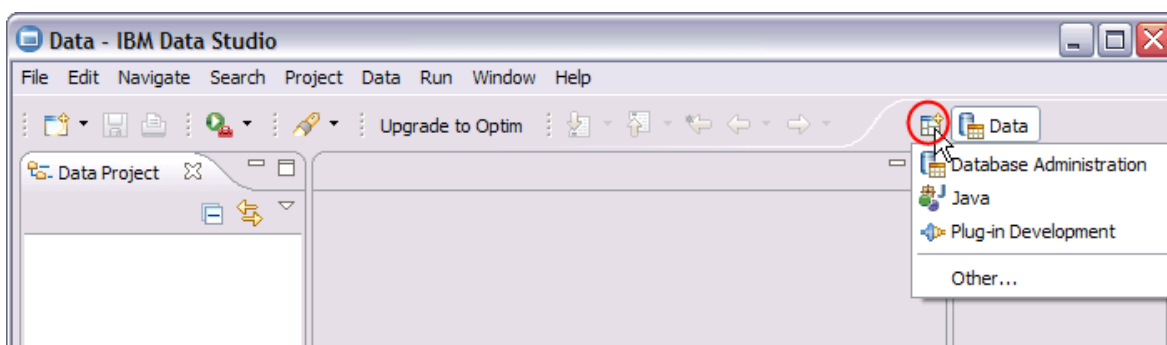 Data - IBM Data Studio
File Edit Navigate Search Project Data Run Window Help
Upgrade to Optim
Data
Data Project
Database Administration
Java
Plug-in Development
Other...